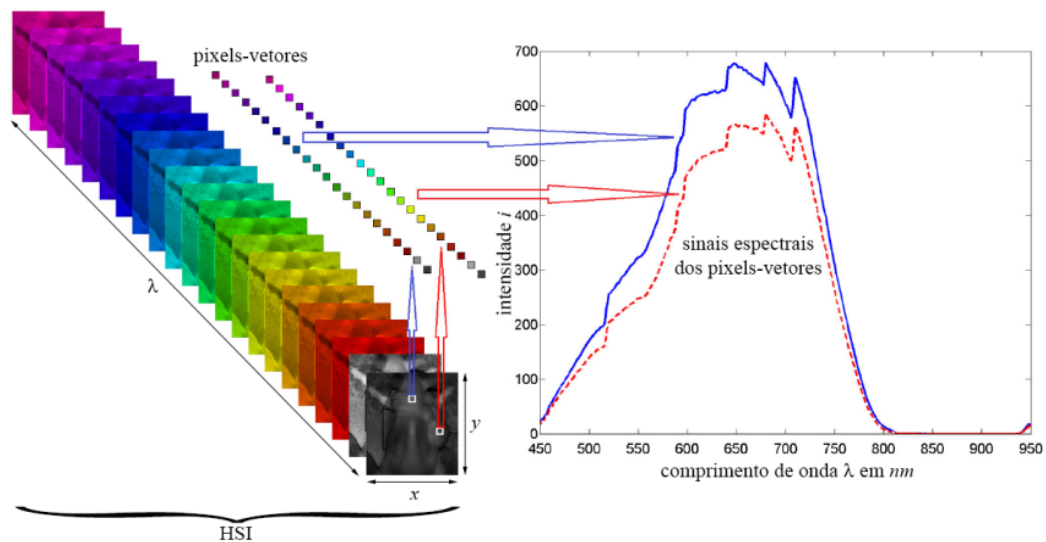 pixels-vetores
λ
y
x
HSI
700
600
500
400
300
200
100
0
intensidade i
sinais espectrais
dos pixels-vetores
450 500 550 600 650 700 750 800 850 900 950
comprimento de onda λ em nm